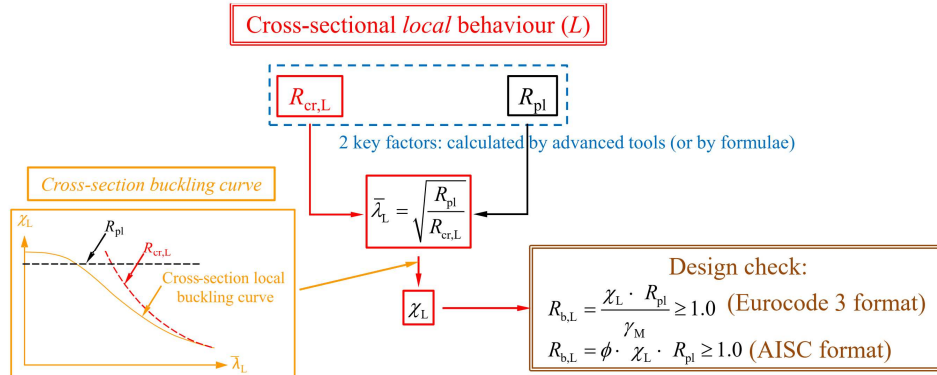 Cross-sectional local behaviour (L)
R_cr,L
R_pl
2 key factors: calculated by advanced tools (or by formulae)
λ̅_L = √(R_pl / R_cr,L)
Cross-section buckling curve
χ_L
R_pl
R_cr,L
Cross-section local
buckling curve
λ̅_L
χ_L
Design check:
R_b,L = (χ_L · R_pl) / γ_M ≥ 1.0 (Eurocode 3 format)
R_b,L = ϕ · χ_L · R_pl ≥ 1.0 (AISC format)